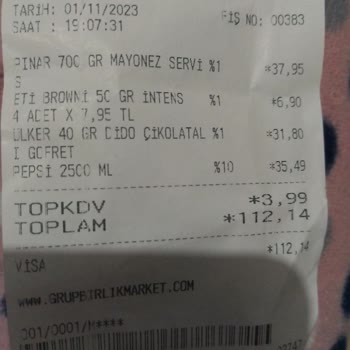 TARİH: 01/11/2023
SAAT : 19:07:31 FİŞ NO: 00383
PINAR 700 GR MAYONEZ SERVİ %1 *37,95
S
ETİ BROWNİ 50 GR İNTENS %1 *6,90
4 ADET X 7,95 TL
ÜLKER 40 GR DİDO ÇİKOLATAL %1 *31,80
I GOFRET
PEPSİ 2500 ML %10 *35,49
TOPKDV *3,99
TOPLAM *112,14
VİSA *112,14
WWW.GRUPBIRLIKMARKET.COM
001/0001/M****